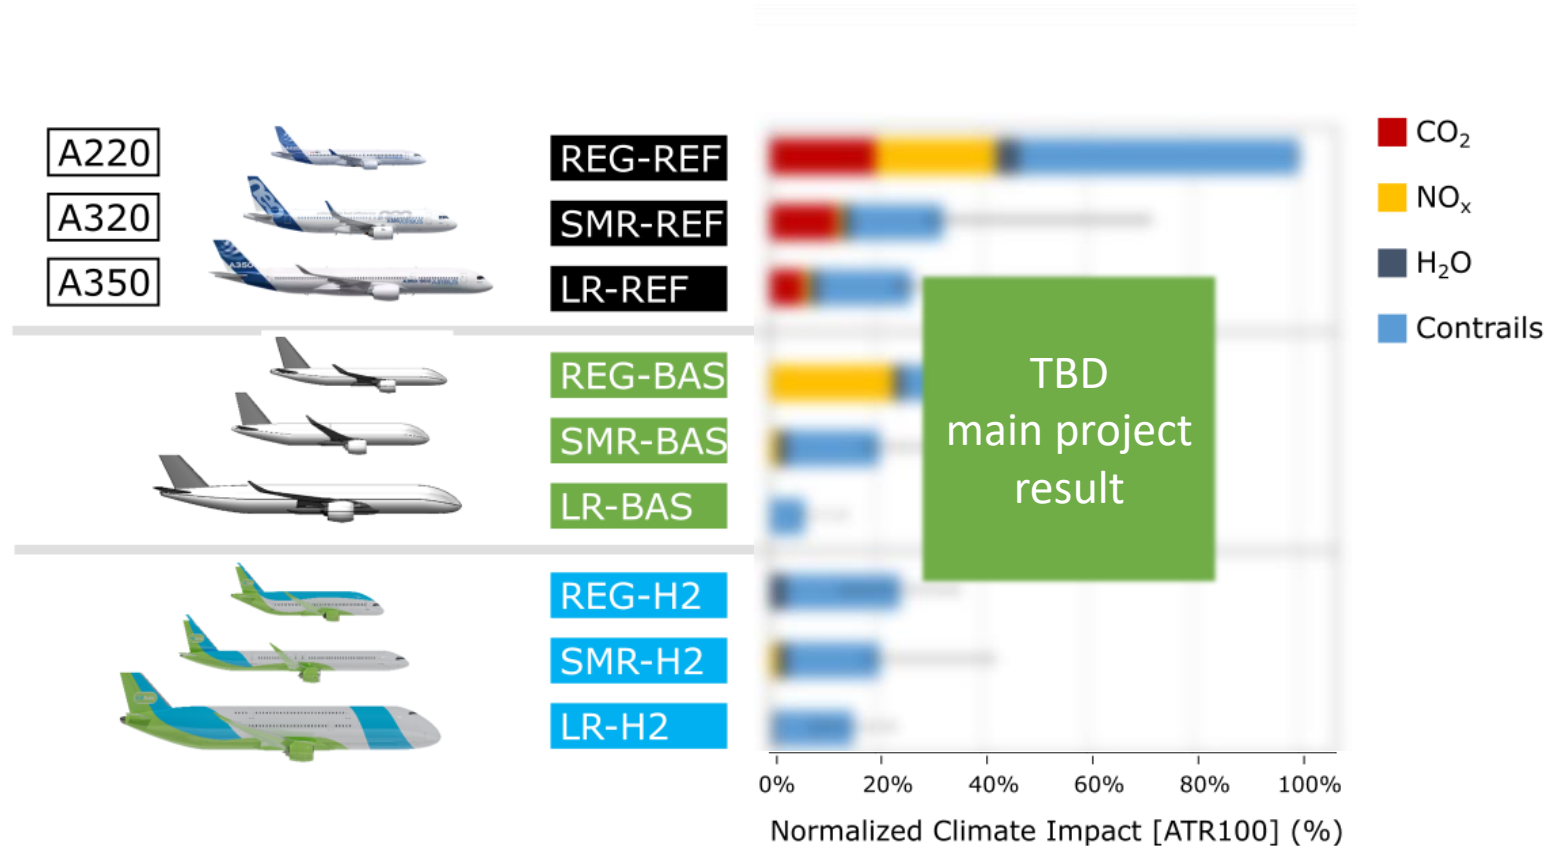 A220
REG-REF
CO2
A320
SMR-REF
NOx
A350
LR-REF
H2O
Contrails
REG-BAS
SMR-BAS
LR-BAS
TBD
main project
result
REG-H2
SMR-H2
LR-H2
0% 20% 40% 60% 80% 100%
Normalized Climate Impact [ATR100] (%)